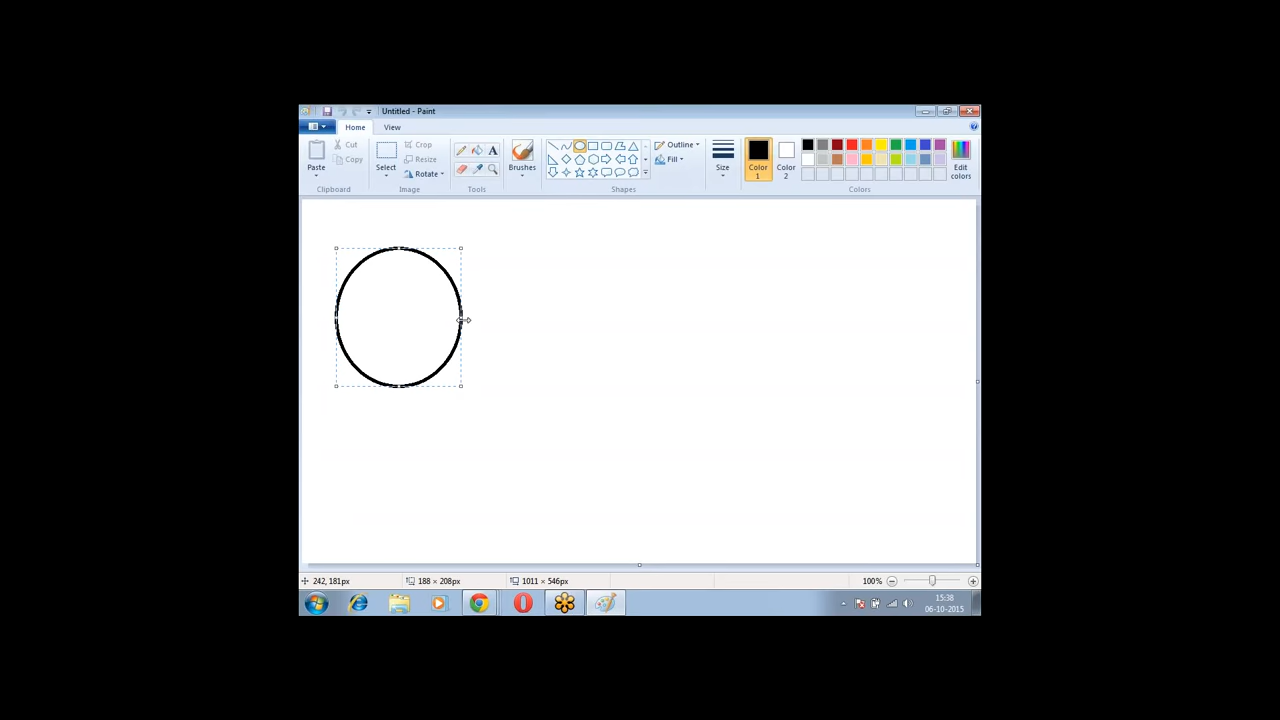 Untitled - Paint
Home View
Cut
Copy
Paste
Clipboard
Crop
Resize
Rotate
Select
Image
A
Tools
Brushes
Outline
Fill
Shapes
Size
Color 1
Color 2
Edit colors
Colors
242, 181px 188 × 208px 1011 × 546px 100%
15:38
06-10-2015